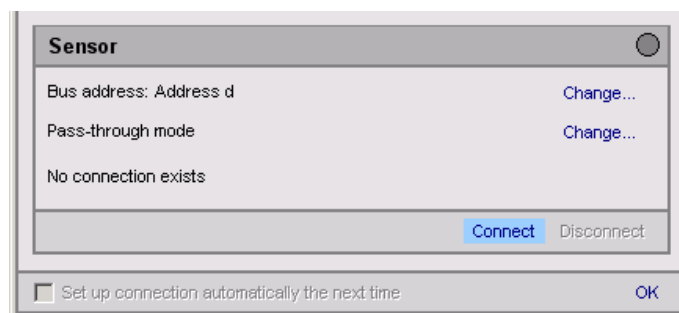 Sensor
Bus address: Address d Change...
Pass-through mode Change...
No connection exists
Connect Disconnect
Set up connection automatically the next time OK